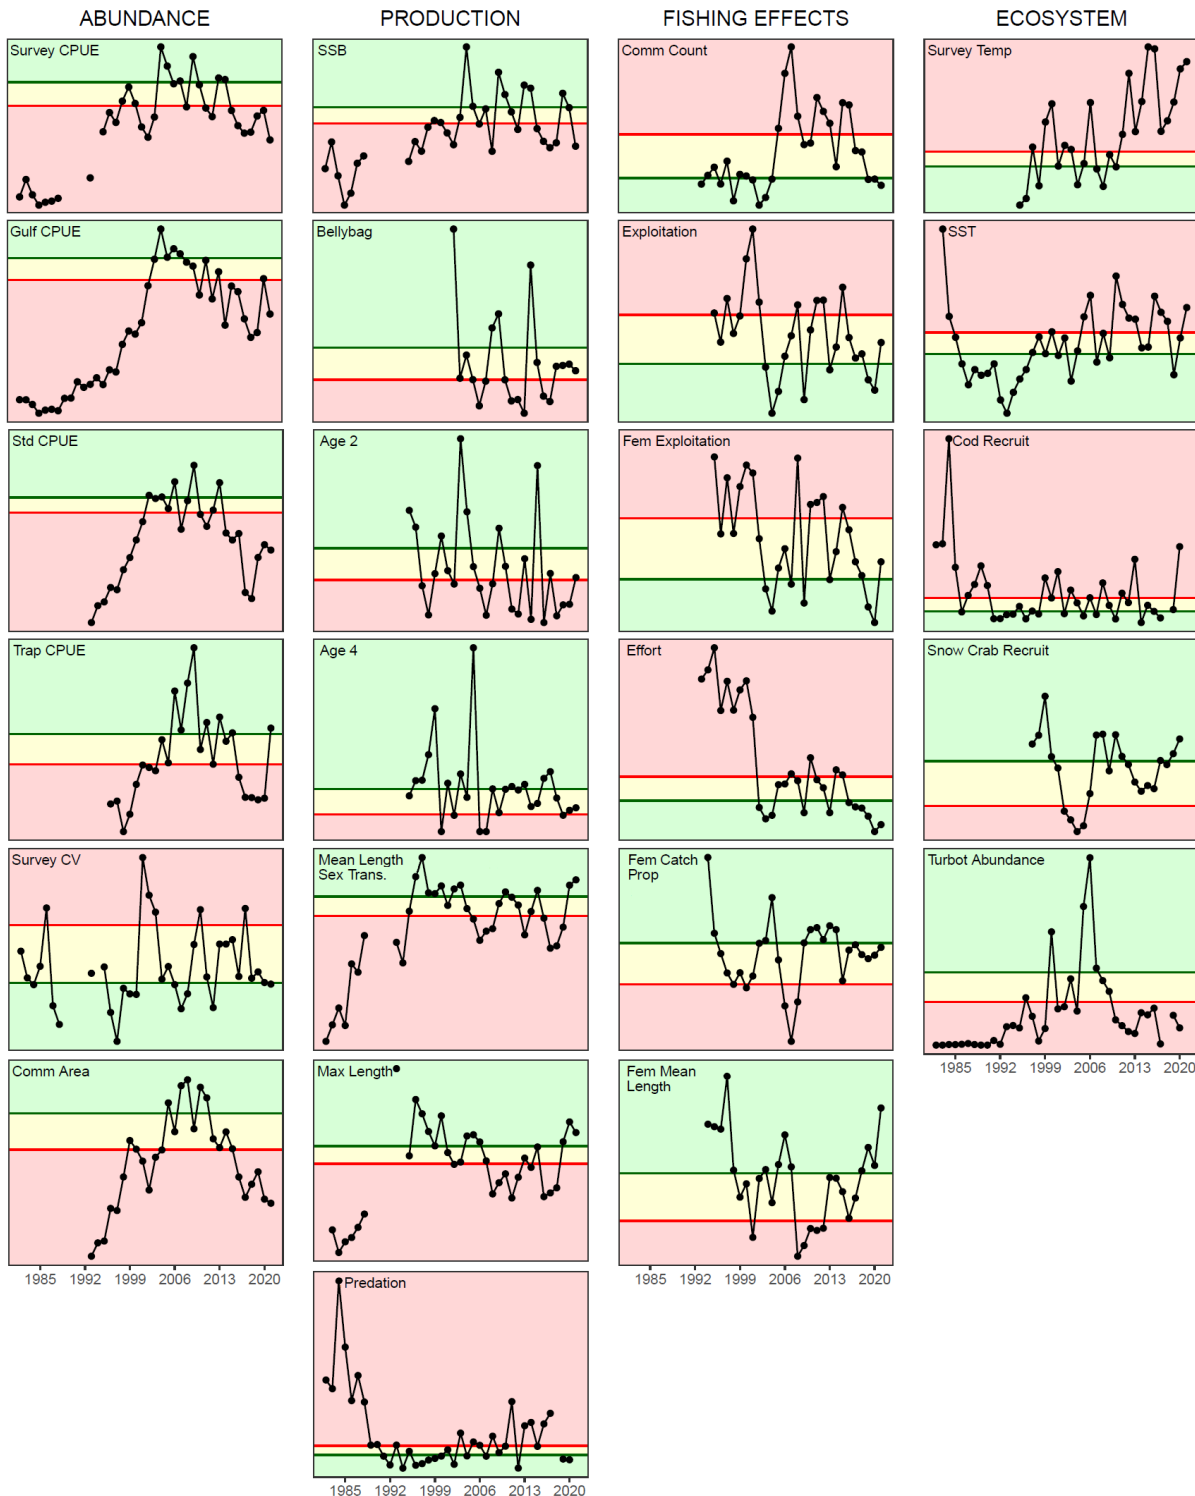 ABUNDANCE
PRODUCTION
FISHING EFFECTS
ECOSYSTEM
Survey CPUE
SSB
Comm Count
Survey Temp
Gulf CPUE
Bellybag
Exploitation
SST
Std CPUE
Age 2
Fem Exploitation
Cod Recruit
Trap CPUE
Age 4
Effort
Snow Crab Recruit
Survey CV
Mean Length
Sex Trans.
Fem Catch
Prop
Turbot Abundance
1985 1992 1999 2006 2013 2020
Comm Area
Max Length
Fem Mean
Length
1985 1992 1999 2006 2013 2020
1985 1992 1999 2006 2013 2020
Predation
1985 1992 1999 2006 2013 2020